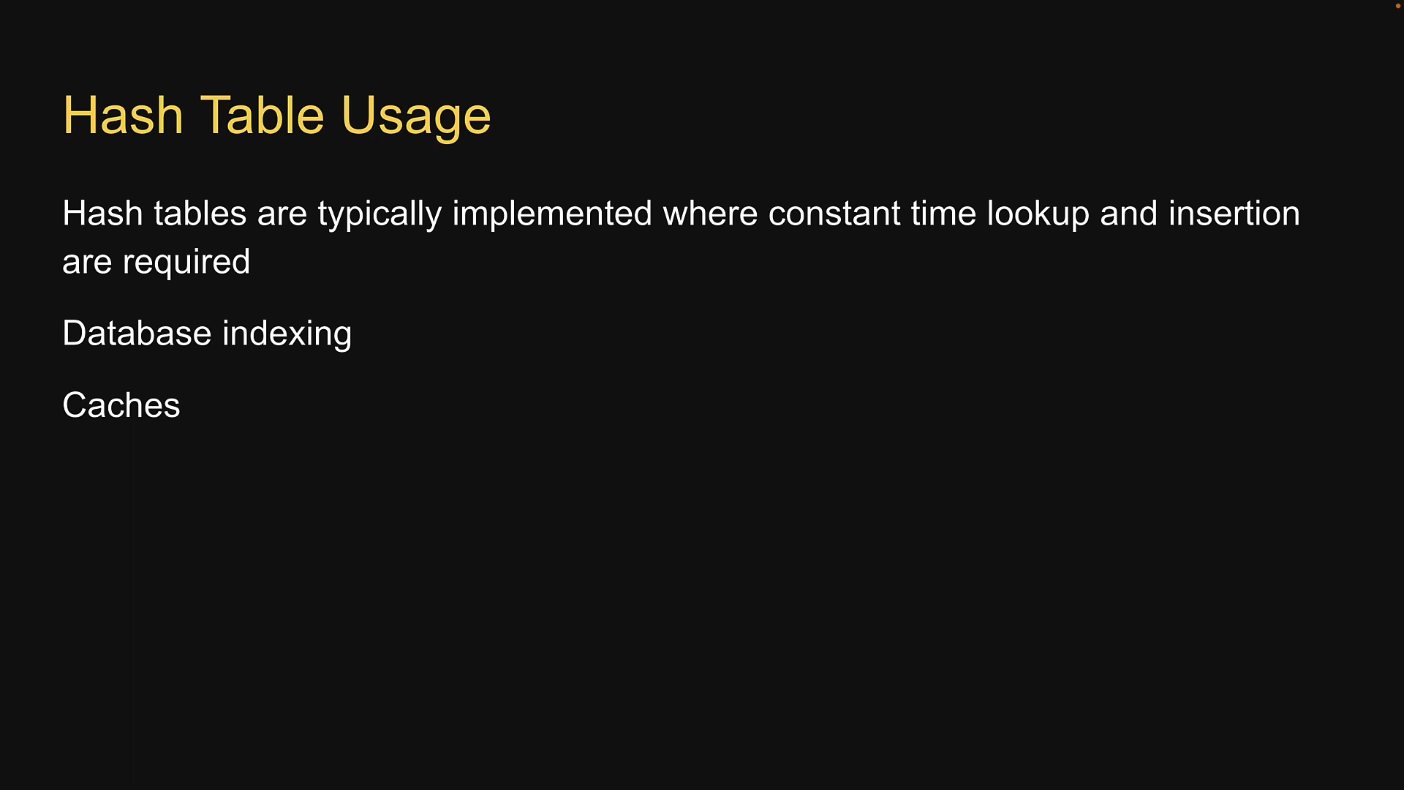 Hash Table Usage
Hash tables are typically implemented where constant time lookup and insertion
are required
Database indexing
Caches